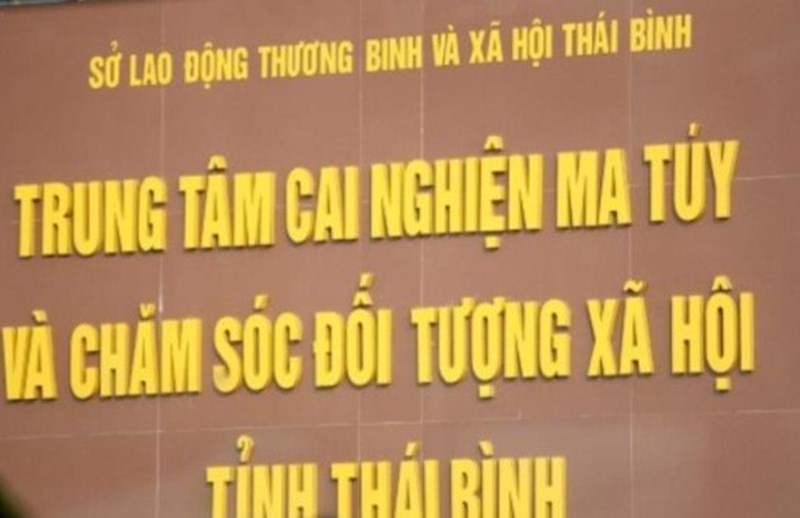 SỞ LAO ĐỘNG THƯƠNG BINH VÀ XÃ HỘI THÁI BÌNH
TRUNG TÂM CAI NGHIỆN MA TÚY
VÀ CHĂM SÓC ĐỐI TƯỢNG XÃ HỘI
TỈNH THÁI BÌNH